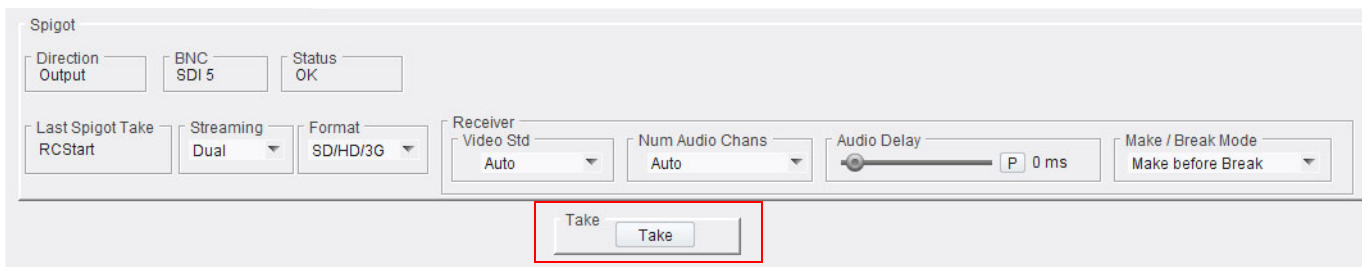 Spigot
Direction BNC Status
Output SDI 5 OK
Last Spigot Take Streaming Format Receiver
Video Std Num Audio Chans Audio Delay Make / Break Mode
RCStart Dual SD/HD/3G Auto Auto P 0 ms Make before Break
Take
Take